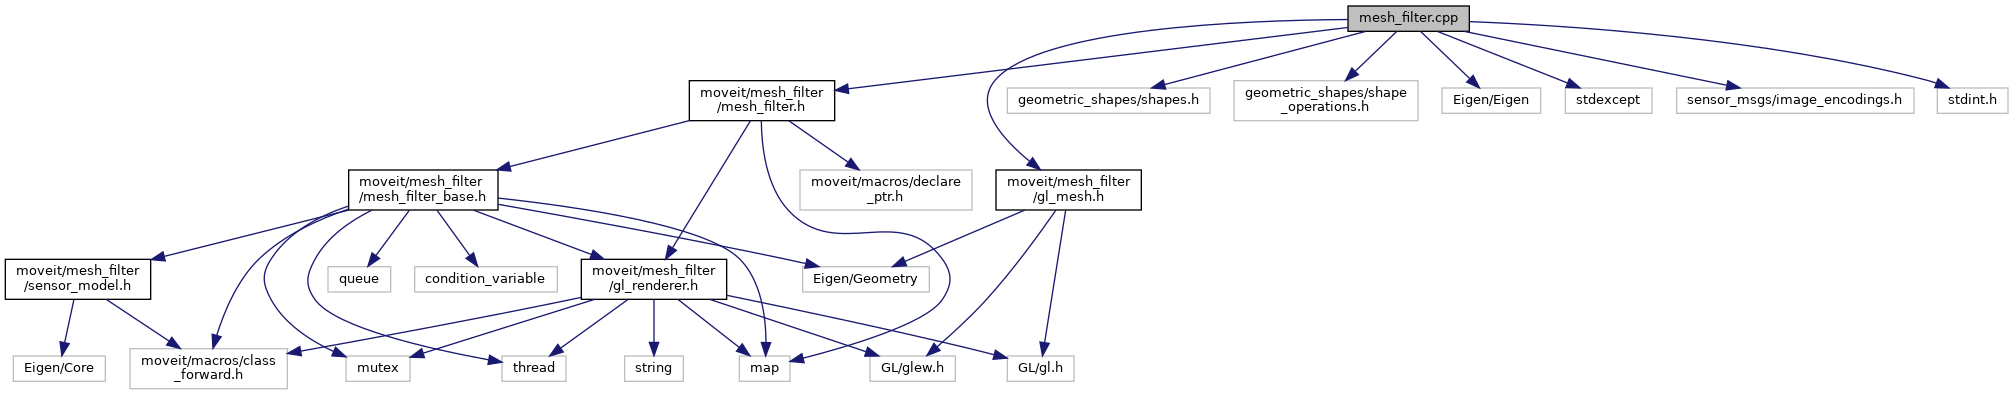 mesh_filter.cpp
moveit/mesh_filter
/mesh_filter.h
geometric_shapes/shapes.h
geometric_shapes/shape
_operations.h
Eigen/Eigen
stdexcept
sensor_msgs/image_encodings.h
stdint.h
moveit/mesh_filter
/mesh_filter_base.h
moveit/macros/declare
_ptr.h
moveit/mesh_filter
/gl_mesh.h
moveit/mesh_filter
/sensor_model.h
queue
condition_variable
moveit/mesh_filter
/gl_renderer.h
Eigen/Geometry
Eigen/Core
moveit/macros/class
_forward.h
mutex
thread
string
map
GL/glew.h
GL/gl.h